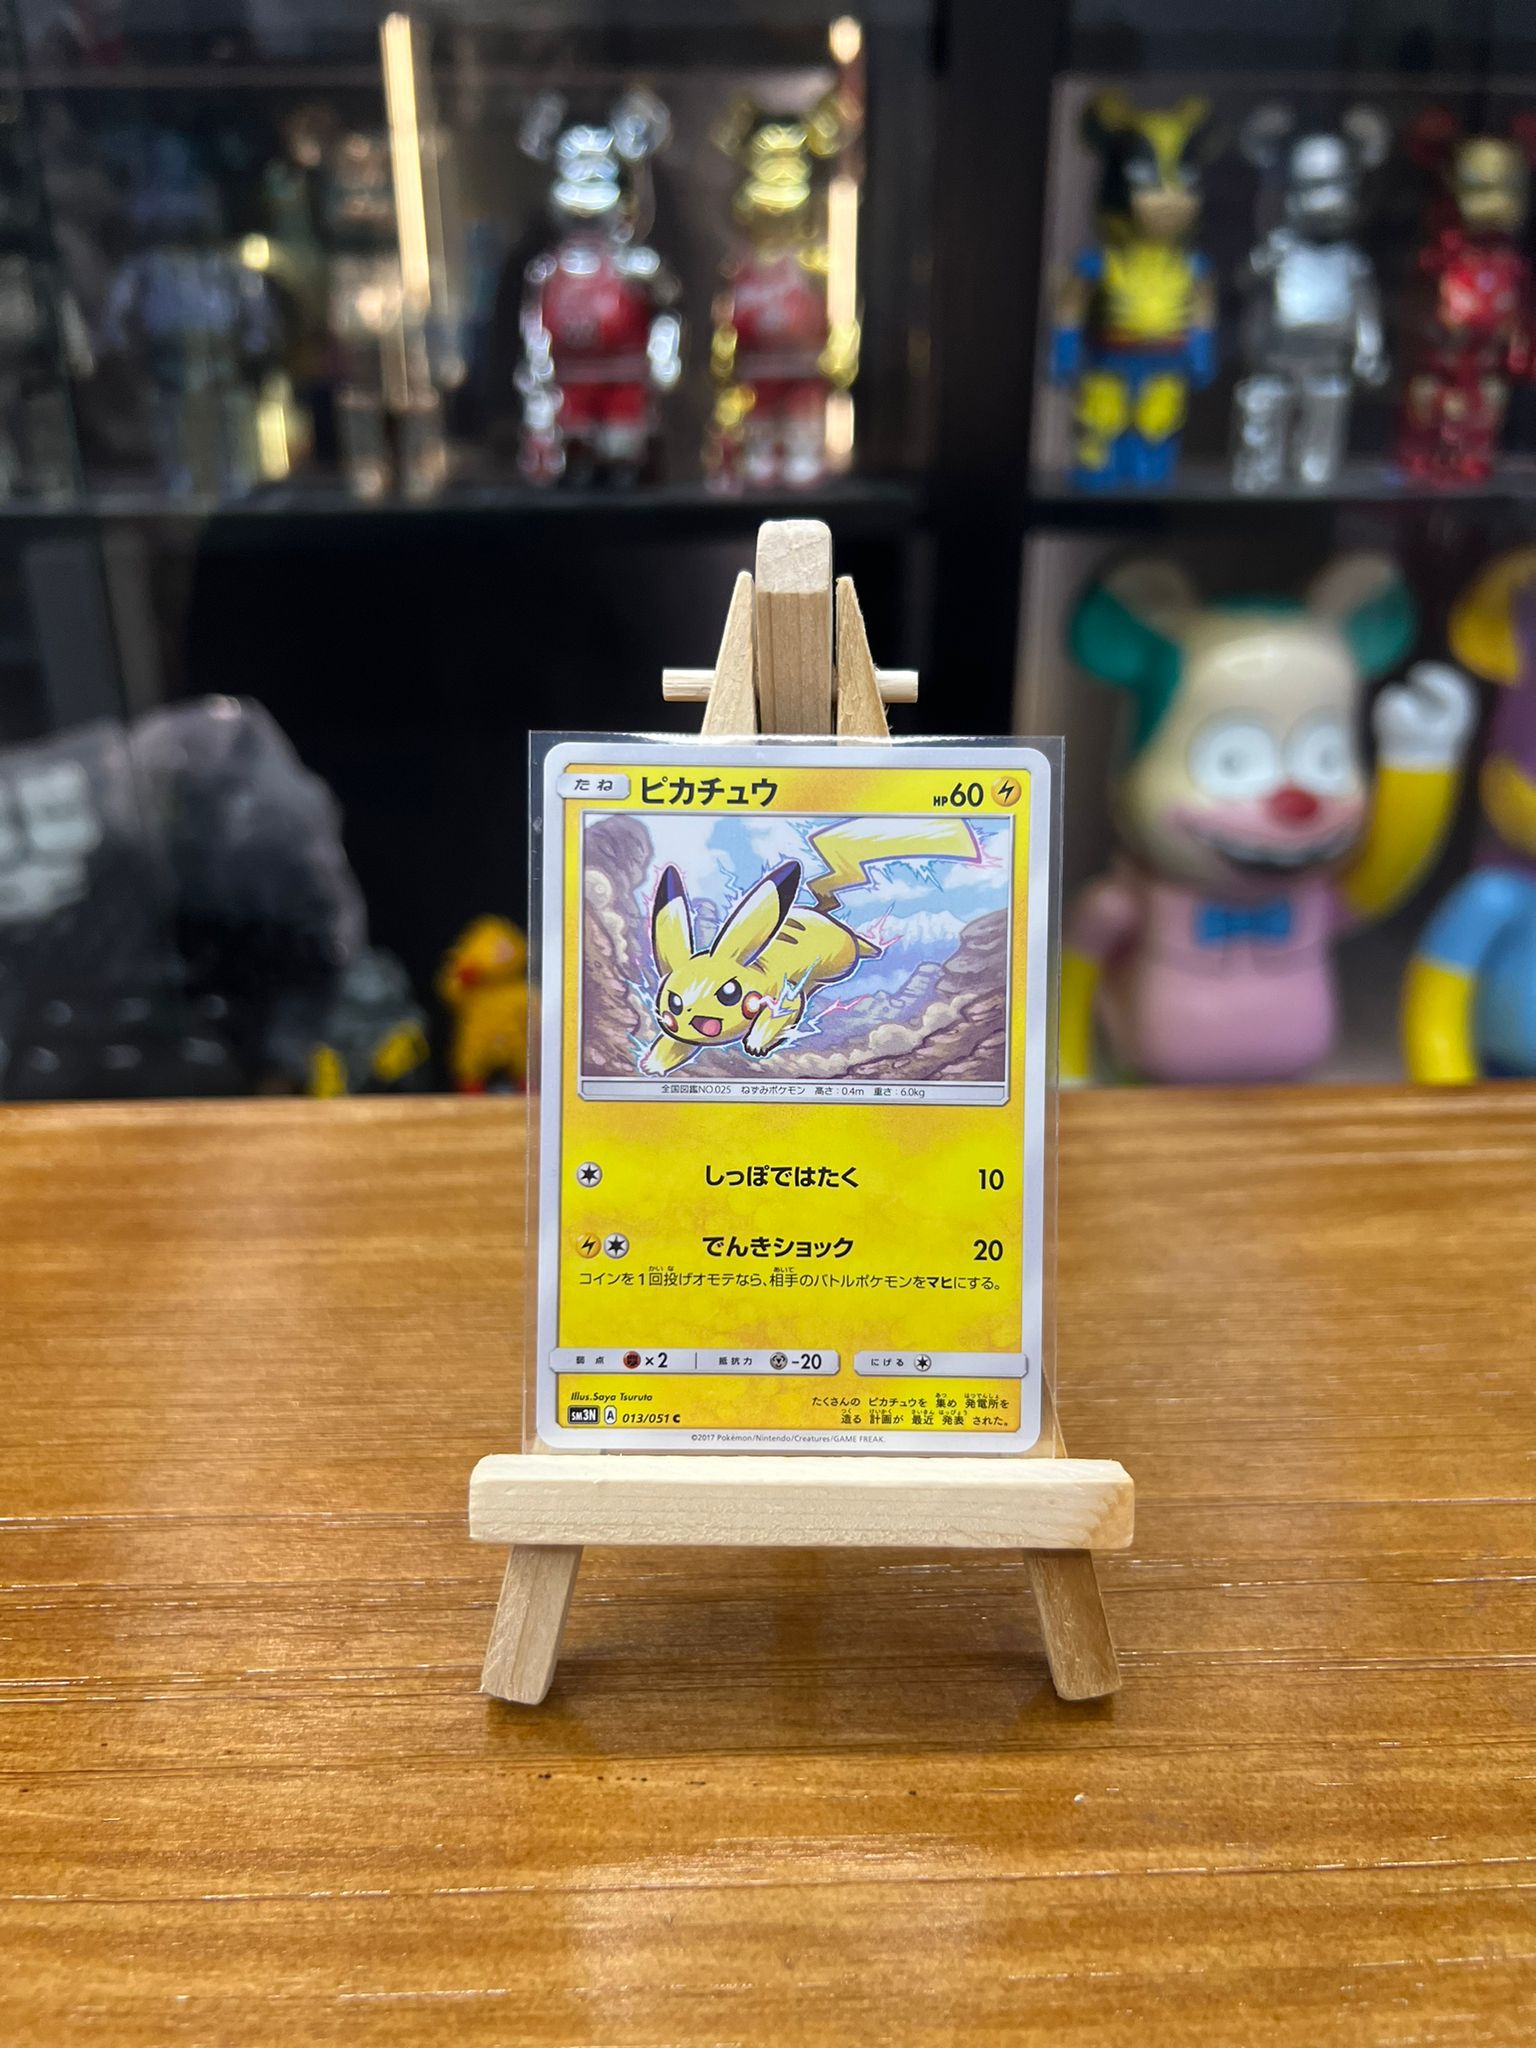 たね ピカチュウ HP60
全国図鑑NO.025 ねずみポケモン 高さ:0.4m 重さ:6.0kg
しっぽではたく 10
でんきショック 20
コインを1回投げオモテなら、相手のバトルポケモンをマヒにする。
弱点 ×2 抵抗力 -20 にげる
Illus.Saya Tsuruta
SM3N A 013/051 C
たくさんの ピカチュウを 集め 発電所を
造る 計画が 最近 発表 された。
©2017 Pokémon/Nintendo/Creatures/GAME FREAK.